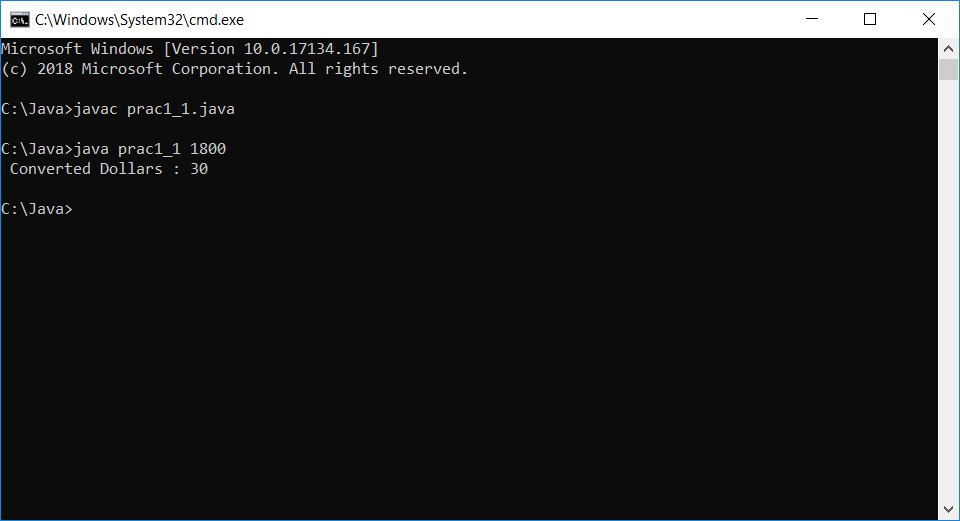 C:\Windows\System32\cmd.exe
Microsoft Windows [Version 10.0.17134.167]
(c) 2018 Microsoft Corporation. All rights reserved.
C:\Java>javac prac1_1.java
C:\Java>java prac1_1 1800
Converted Dollars : 30
C:\Java>